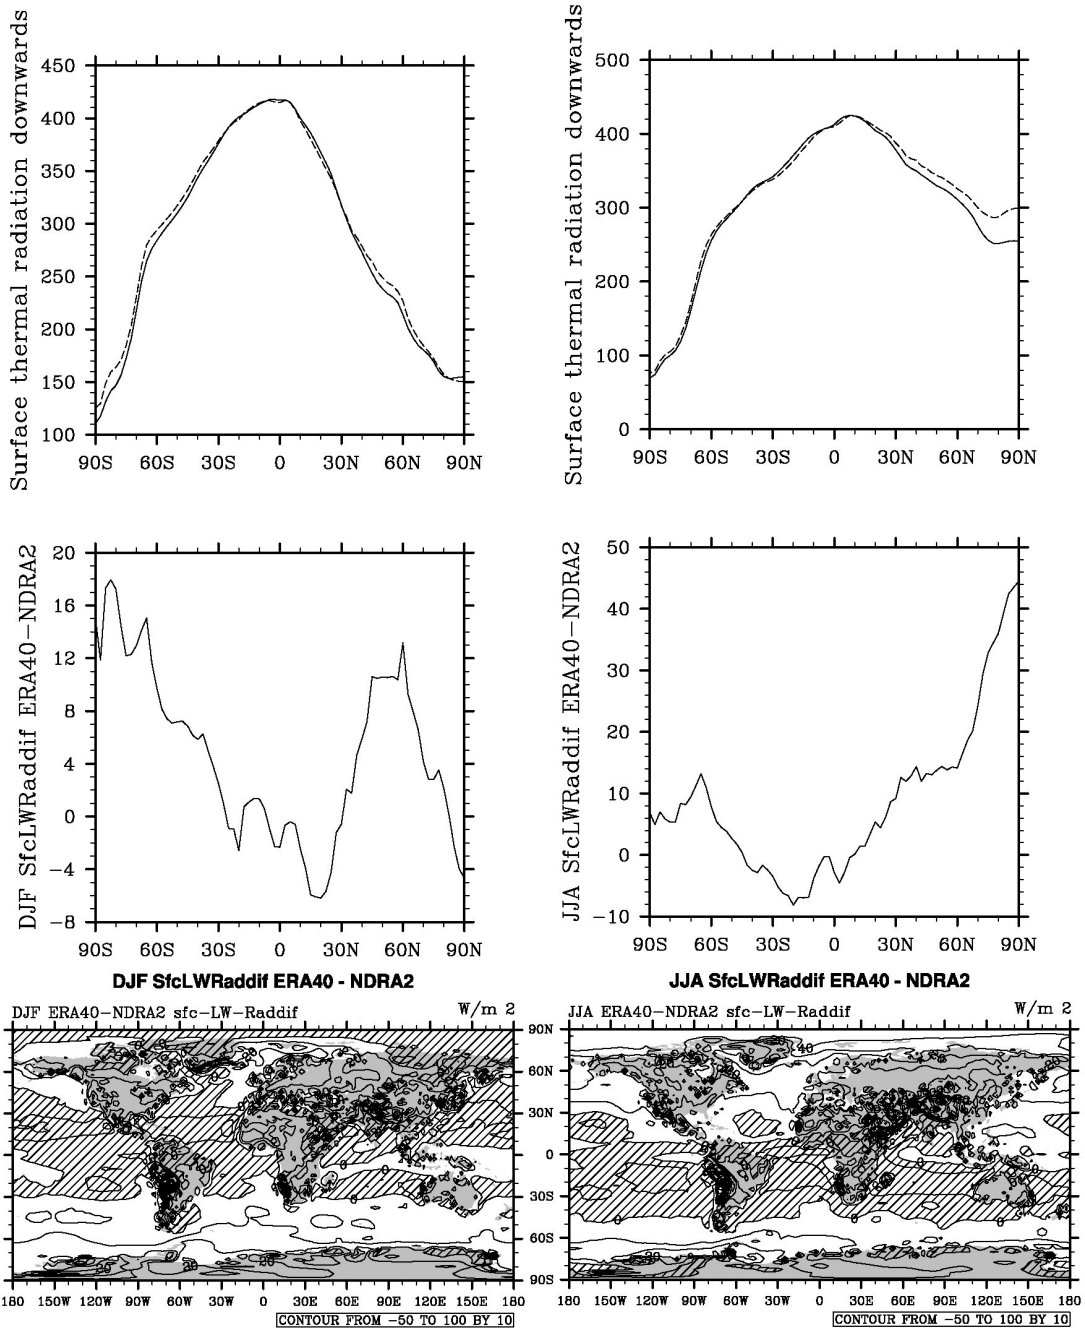 Surface thermal radiation downwards
450
400
350
300
250
200
150
100
90S 60S 30S 0 30N 60N 90N
Surface thermal radiation downwards
500
400
300
200
100
0
90S 60S 30S 0 30N 60N 90N
DJF SfcLWRaddif ERA40-NDRA2
20
16
12
8
4
0
-4
-8
90S 60S 30S 0 30N 60N 90N
JJA SfcLWRaddif ERA40-NDRA2
50
40
30
20
10
0
-10
90S 60S 30S 0 30N 60N 90N
DJF SfcLWRaddif ERA40 - NDRA2
JJA SfcLWRaddif ERA40 - NDRA2
DJF ERA40-NDRA2 sfc-LW-Raddif W/m 2
90N
60N
30N
0
30S
60S
90S
180 150W 120W 90W 60W 30W 0 30E 60E 90E 120E 150E 180
CONTOUR FROM -50 TO 100 BY 10
JJA ERA40-NDRA2 sfc-LW-Raddif W/m 2
180 150W 120W 90W 60W 30W 0 30E 60E 90E 120E 150E 180
CONTOUR FROM -50 TO 100 BY 10